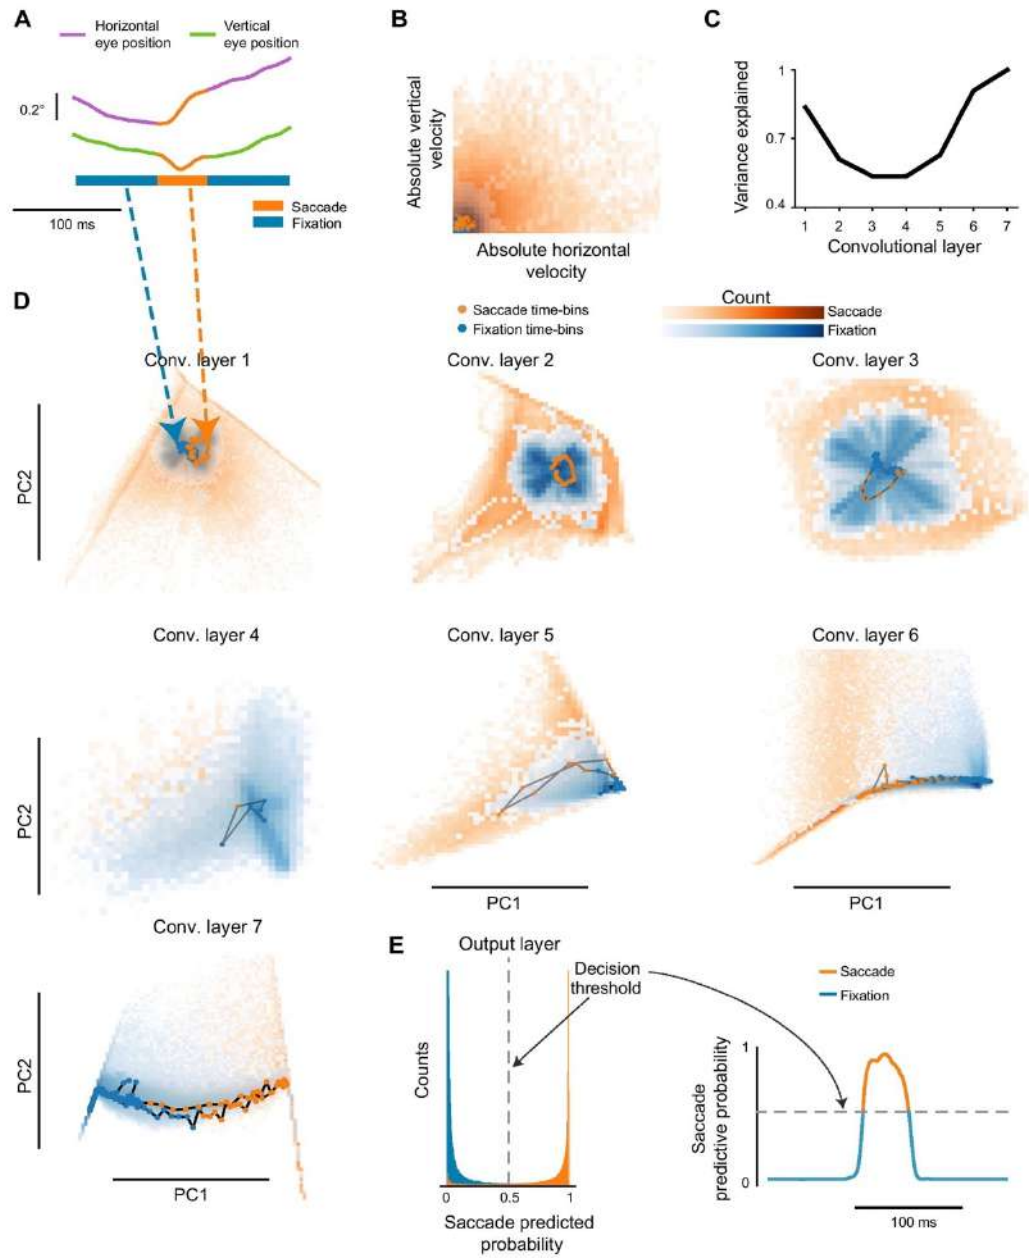 A
Horizontal
eye position
Vertical
eye position
0.2°
Saccade
Fixation
100 ms
B
Absolute vertical
velocity
Absolute horizontal
velocity
C
Variance explained
1
0.7
0.4
1 2 3 4 5 6 7
Convolutional layer
D
Saccade time-bins
Fixation time-bins
Count
Saccade
Fixation
Conv. layer 1
Conv. layer 2
Conv. layer 3
PC2
Conv. layer 4
Conv. layer 5
Conv. layer 6
PC2
PC1
PC1
Conv. layer 7
PC2
PC1
E
Output layer
Decision
threshold
Counts
0 0.5 1
Saccade predicted
probability
Saccade
Fixation
Saccade
predictive probability
1
0
100 ms